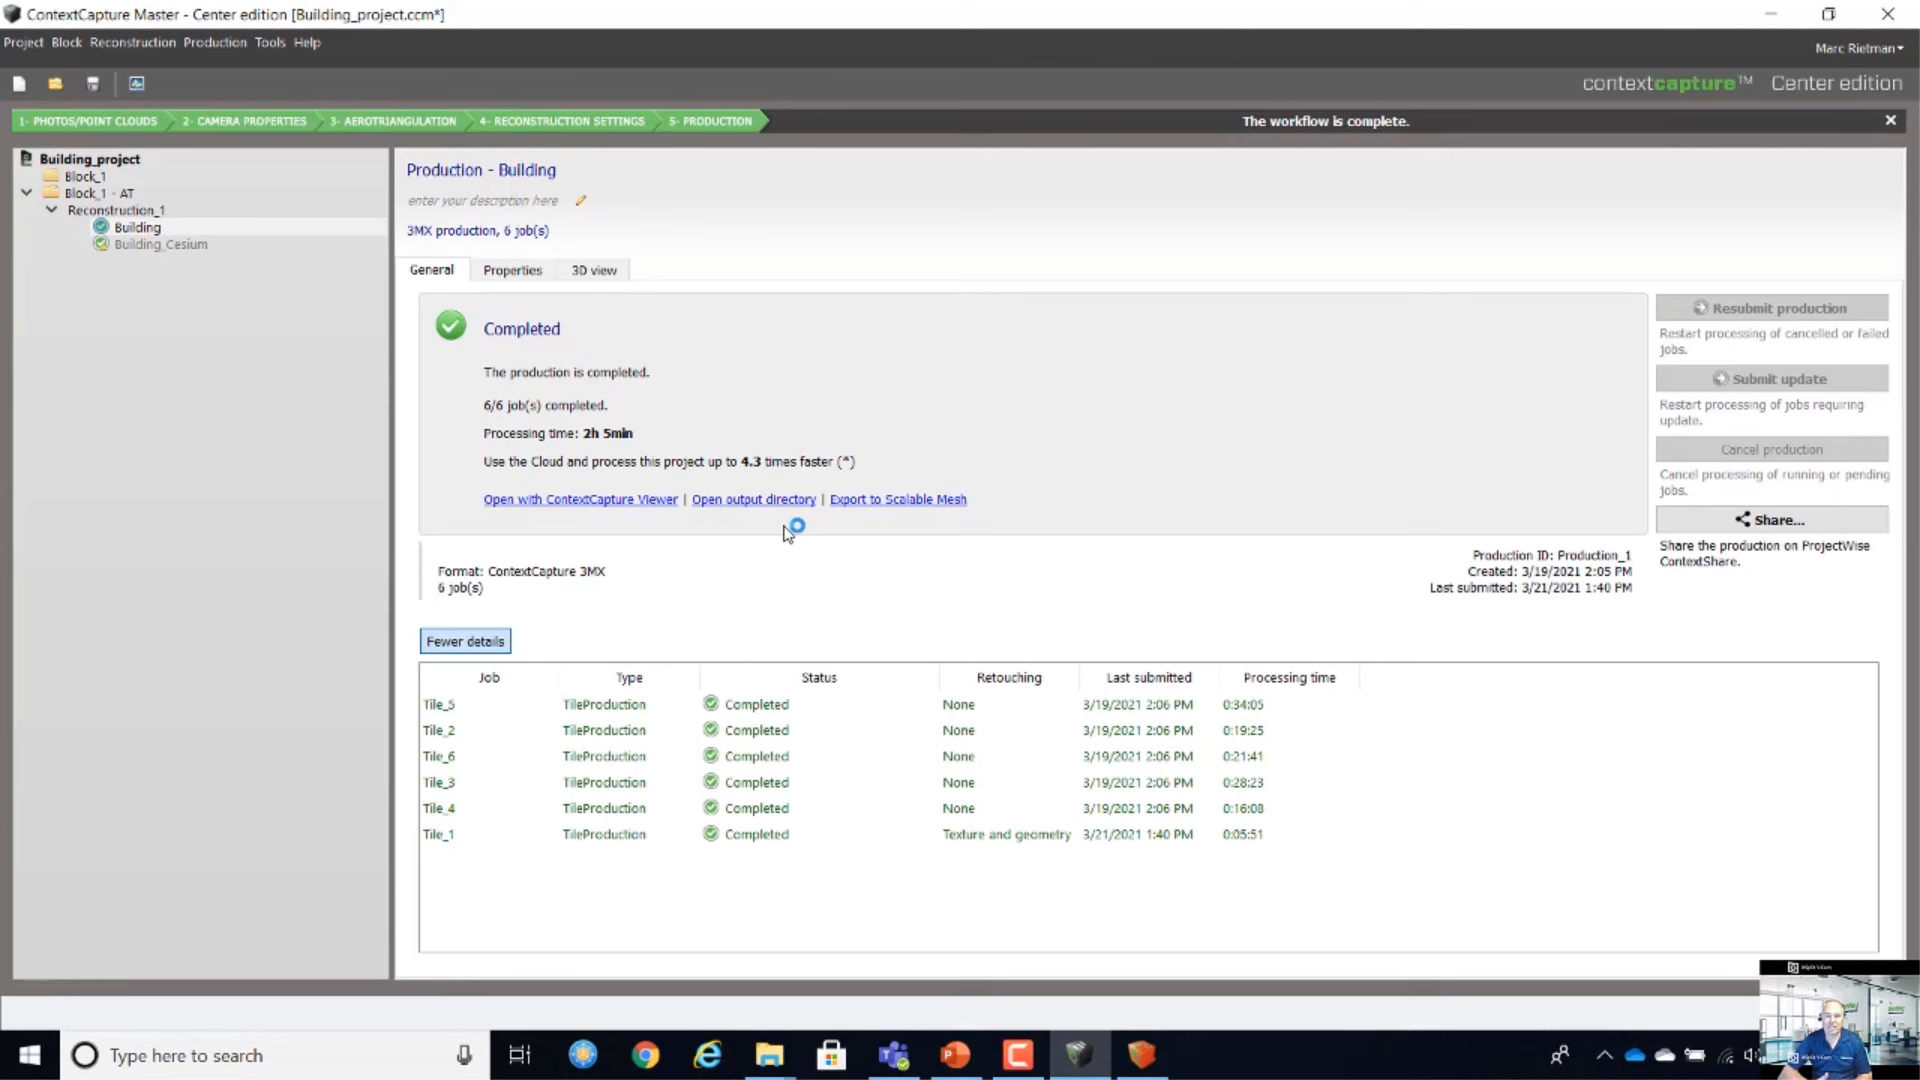 ContextCapture Master - Center edition [Building_project.ccm*]
Project Block Reconstruction Production Tools Help
Marc Rietman
contextcapture™ Center edition
1- PHOTOS/POINT CLOUDS 2- CAMERA PROPERTIES 3- AEROTRIANGULATION 4- RECONSTRUCTION SETTINGS 5- PRODUCTION
The workflow is complete.
Building_project
Block_1
Block_1 - AT
Reconstruction_1
Building
Building_Cesium
Production - Building
enter your description here
3MX production, 6 job(s)
General Properties 3D view
Completed
The production is completed.
6/6 job(s) completed.
Processing time: 2h 5min
Use the Cloud and process this project up to 4.3 times faster (*)
Open with ContextCapture Viewer | Open output directory | Export to Scalable Mesh
Resubmit production
Restart processing of cancelled or failed
jobs.
Submit update
Restart processing of jobs requiring
update.
Cancel production
Cancel processing of running or pending
jobs.
Share...
Share the production on ProjectWise
ContextShare.
Format: ContextCapture 3MX
6 job(s)
Production ID: Production_1
Created: 3/19/2021 2:05 PM
Last submitted: 3/21/2021 1:40 PM
Fewer details
Job Type Status Retouching Last submitted Processing time
Tile_5 TileProduction Completed None 3/19/2021 2:06 PM 0:34:05
Tile_2 TileProduction Completed None 3/19/2021 2:06 PM 0:19:25
Tile_6 TileProduction Completed None 3/19/2021 2:06 PM 0:21:41
Tile_3 TileProduction Completed None 3/19/2021 2:06 PM 0:28:23
Tile_4 TileProduction Completed None 3/19/2021 2:06 PM 0:16:08
Tile_1 TileProduction Completed Texture and geometry 3/21/2021 1:40 PM 0:05:51
Type here to search